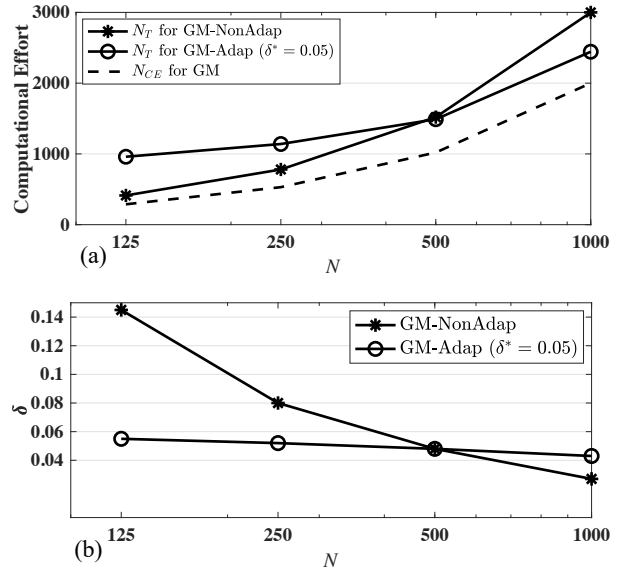 3000
2000
1000
0
Computational Effort
N_T for GM-NonAdap
N_T for GM-Adap (δ* = 0.05)
N_CE for GM
125 250 500 1000
(a)
N
0.14
0.12
0.1
0.08
0.06
0.04
δ
GM-NonAdap
GM-Adap (δ* = 0.05)
125 250 500 1000
(b)
N